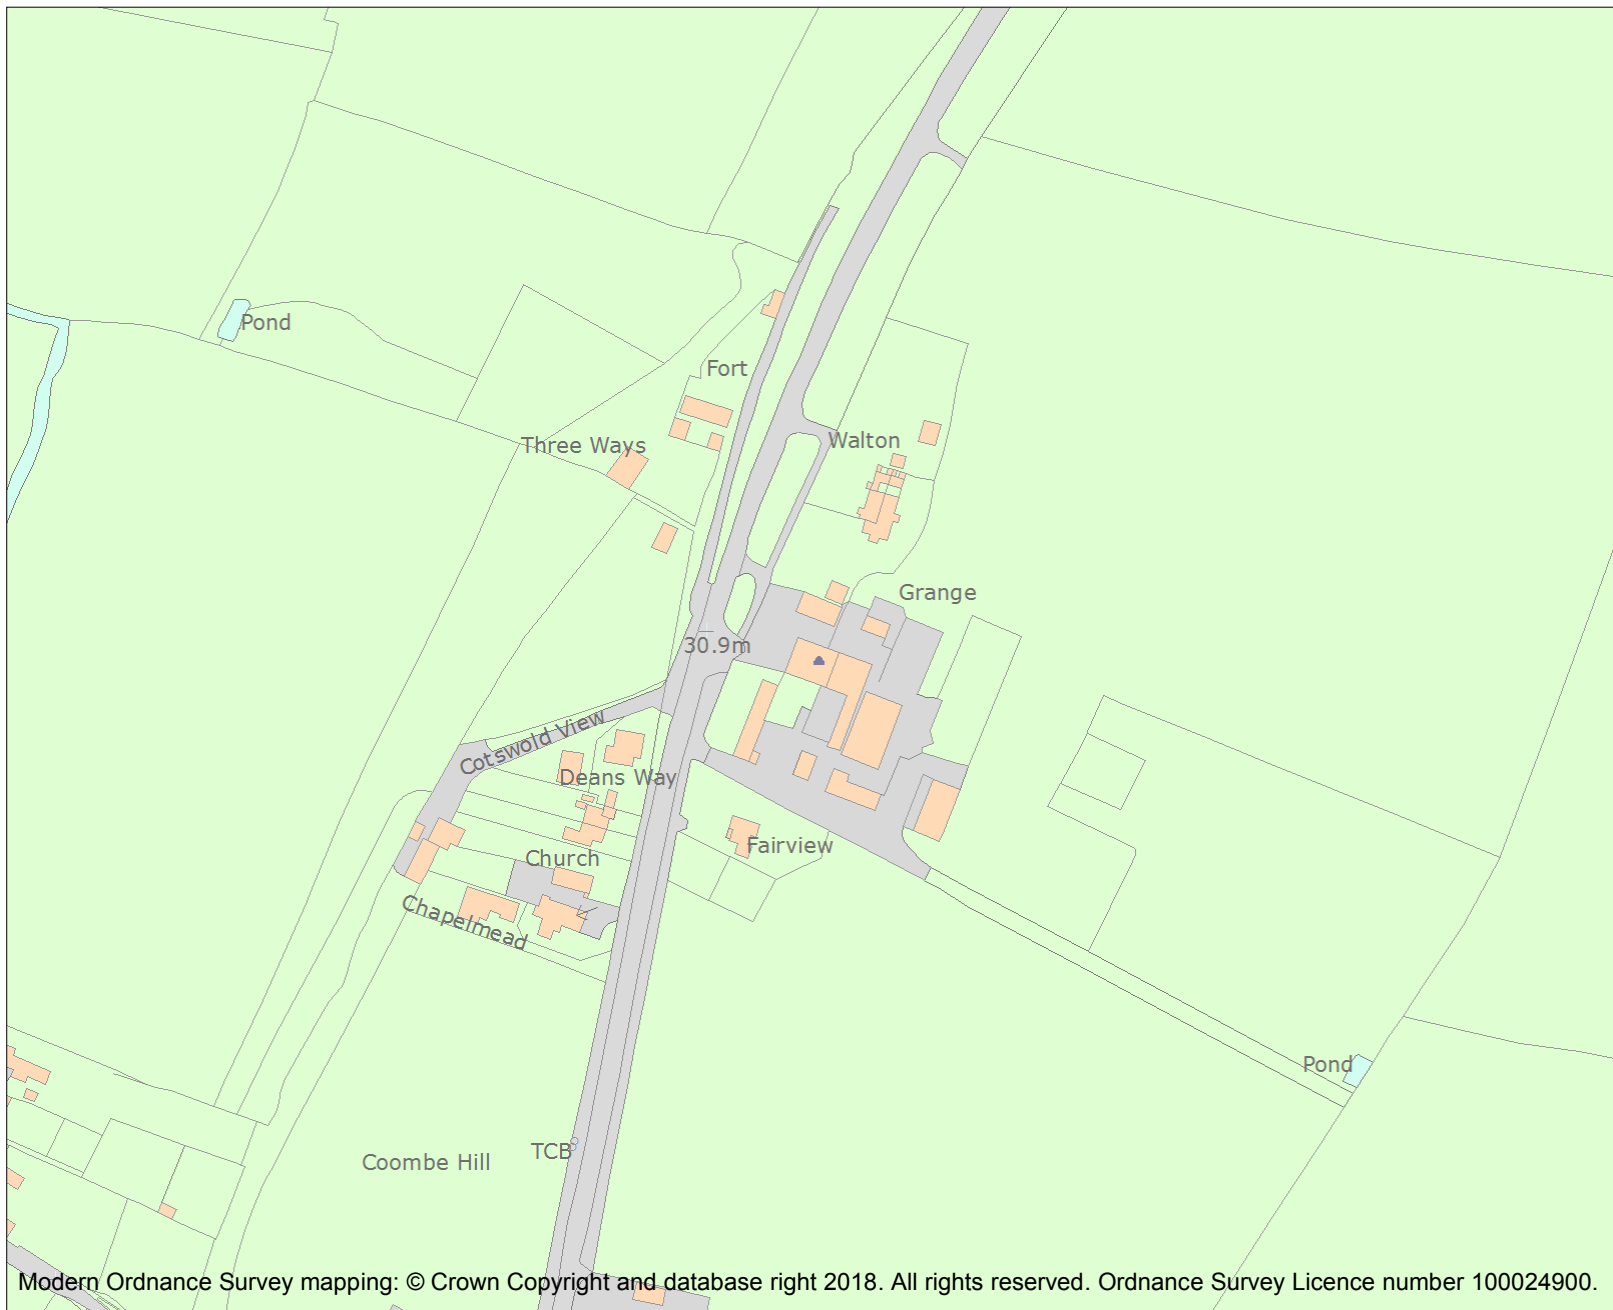 Pond
Fort
Three Ways
Walton
Grange
30.9m
Cotswold View
Deans Way
Fairview
Church
Chapelmead
Pond
TCB
Coombe Hill
Modern Ordnance Survey mapping: © Crown Copyright and database right 2018. All rights reserved. Ordnance Survey Licence number 100024900.